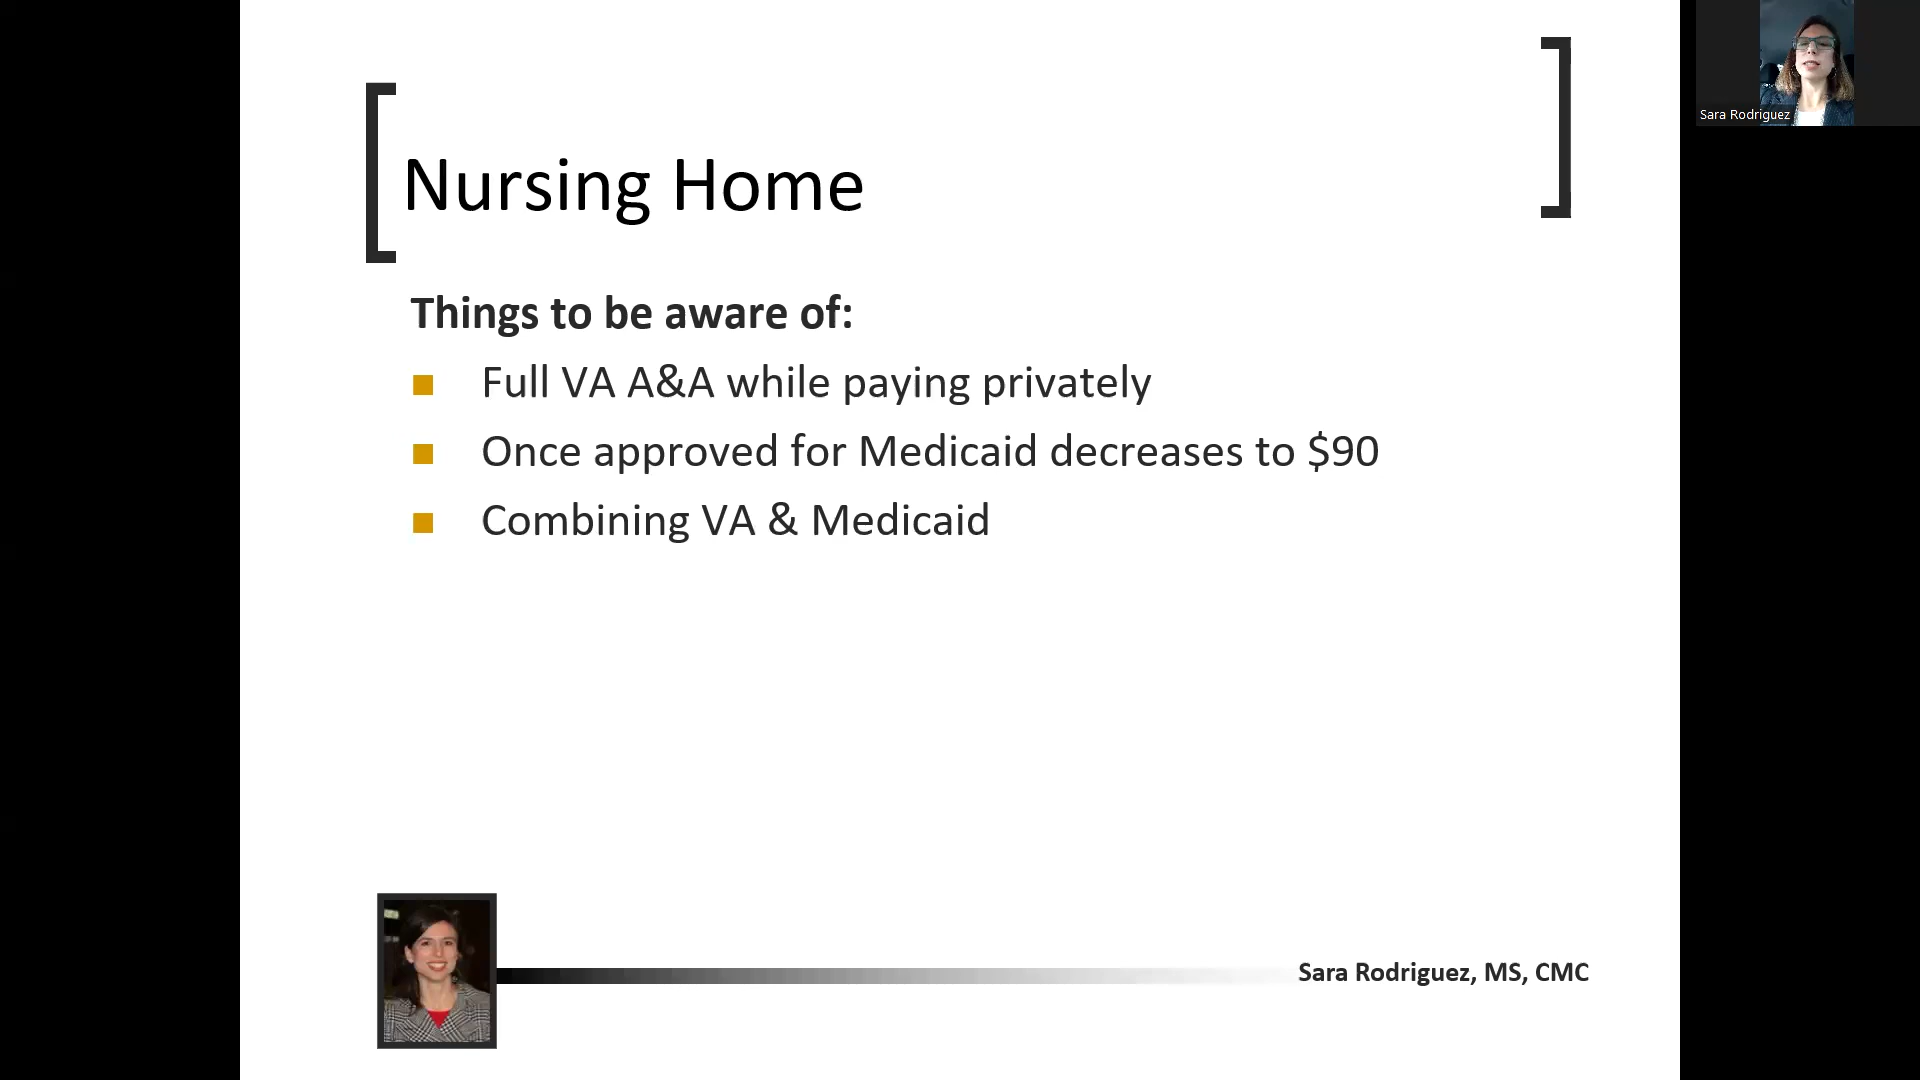 Sara Rodriguez
Nursing Home
Things to be aware of:
Full VA A&A while paying privately
Once approved for Medicaid decreases to $90
Combining VA & Medicaid
Sara Rodriguez, MS, CMC